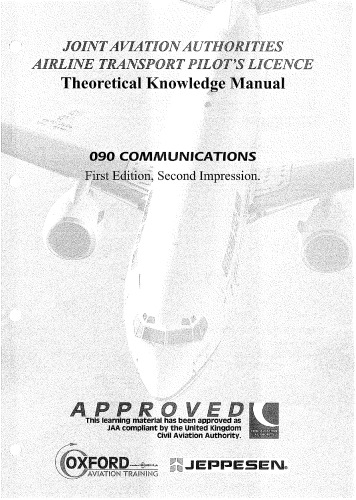 JOINT AVIATION AUTHORITIES
AIRLINE TRANSPORT PILOT'S LICENCE
Theoretical Knowledge Manual
090 COMMUNICATIONS
First Edition, Second Impression.
APPROVED
This learning material has been approved as
JAA compliant by the United Kingdom
Civil Aviation Authority.
OXFORD
AVIATION TRAINING
JEPPESEN.